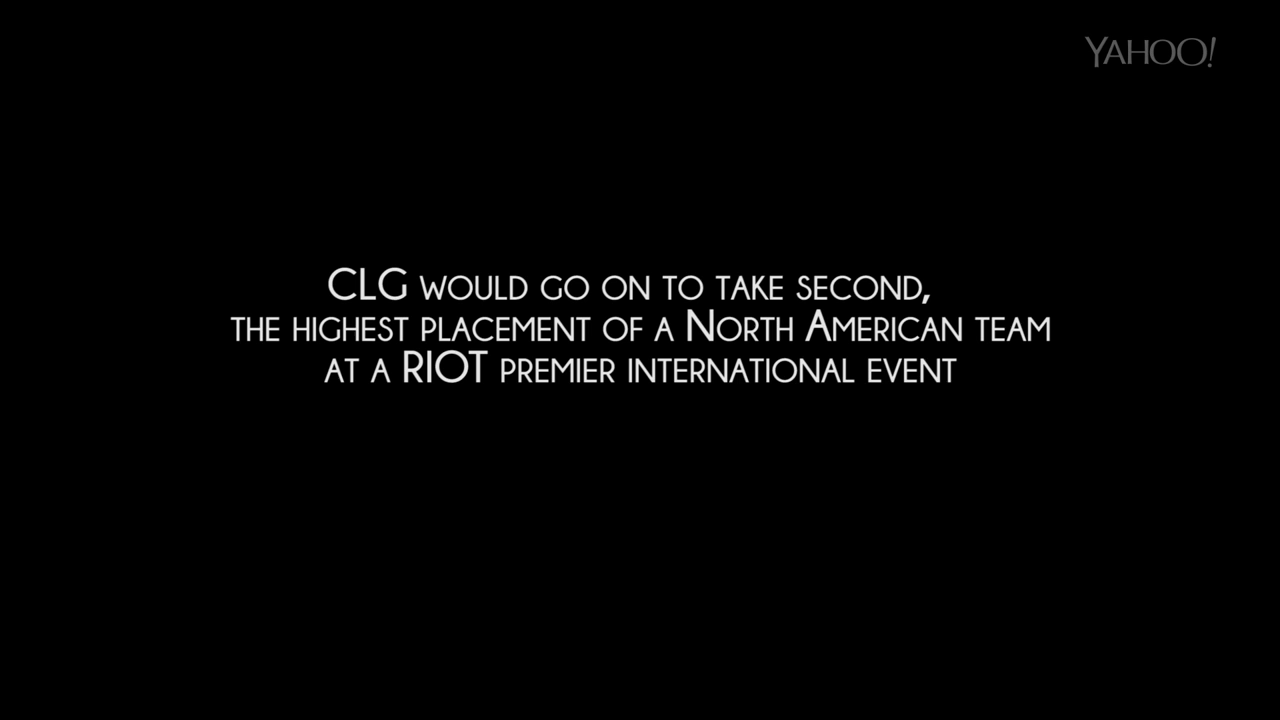 YAHOO!
CLG WOULD GO ON TO TAKE SECOND,
THE HIGHEST PLACEMENT OF A NORTH AMERICAN TEAM
AT A RIOT PREMIER INTERNATIONAL EVENT